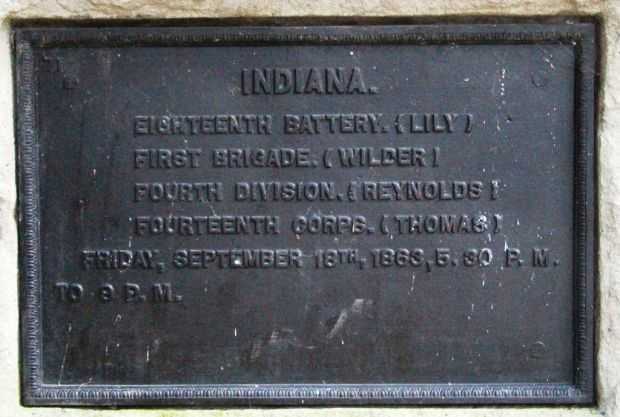 INDIANA.
EIGHTEENTH BATTERY. (LILY)
FIRST BRIGADE. (WILDER)
FOURTH DIVISION. (REYNOLDS)
FOURTEENTH CORPS. (THOMAS)
FRIDAY, SEPTEMBER 18TH, 1863, 5.30 P. M.
TO 9 P. M.